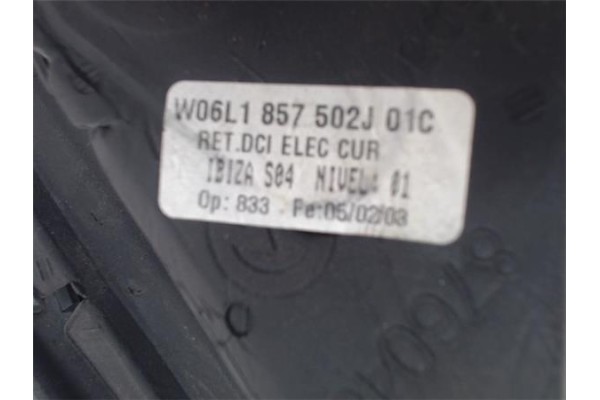 W06L1 857 502J 01C
RET.DCI ELEC CUR
IBIZA S04 NIVEL: 01
Op: 833 . Fe:05/02/03